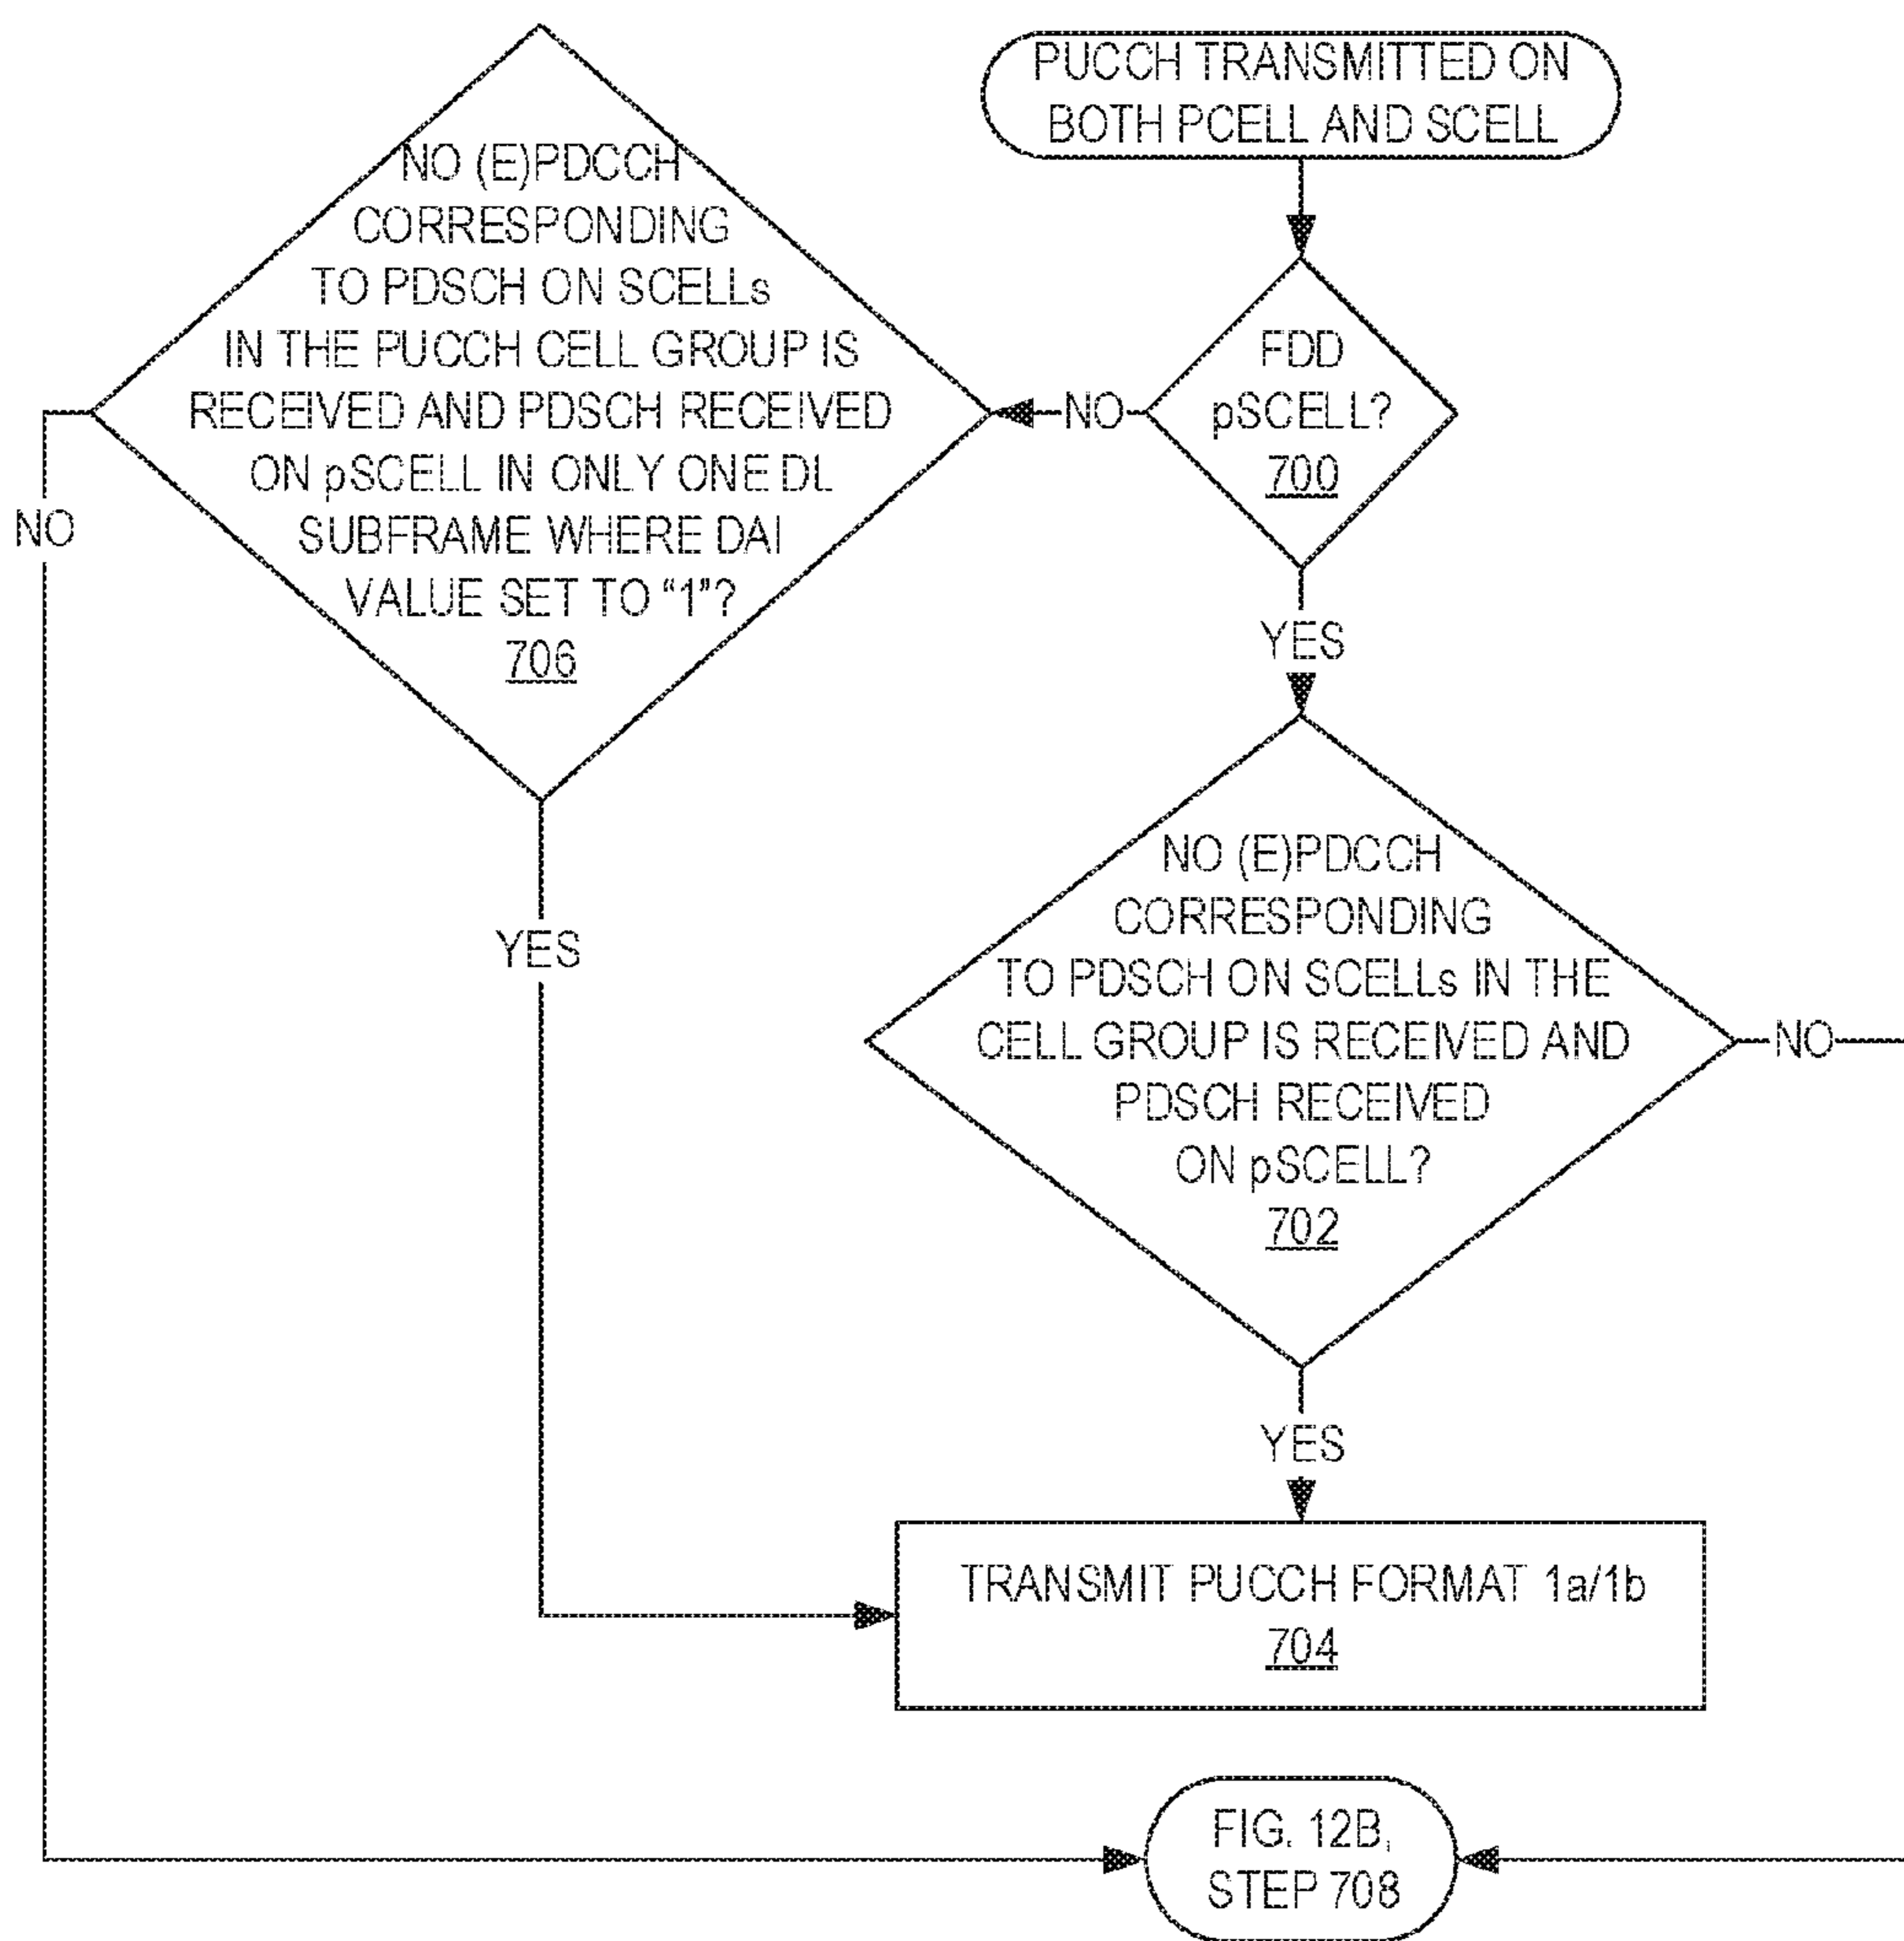 PUCCH TRANSMITTED ON
BOTH PCELL AND SCELL
FDD
pSCELL?
700
NO
YES
NO (E)PDCCH
CORRESPONDING
TO PDSCH ON SCELLs
IN THE PUCCH CELL GROUP IS
RECEIVED AND PDSCH RECEIVED
ON pSCELL IN ONLY ONE DL
SUBFRAME WHERE DAI
VALUE SET TO “1”?
706
NO
YES
NO (E)PDCCH
CORRESPONDING
TO PDSCH ON SCELLs IN THE
CELL GROUP IS RECEIVED AND
PDSCH RECEIVED
ON pSCELL?
702
NO
YES
TRANSMIT PUCCH FORMAT 1a/1b
704
FIG. 12B,
STEP 708